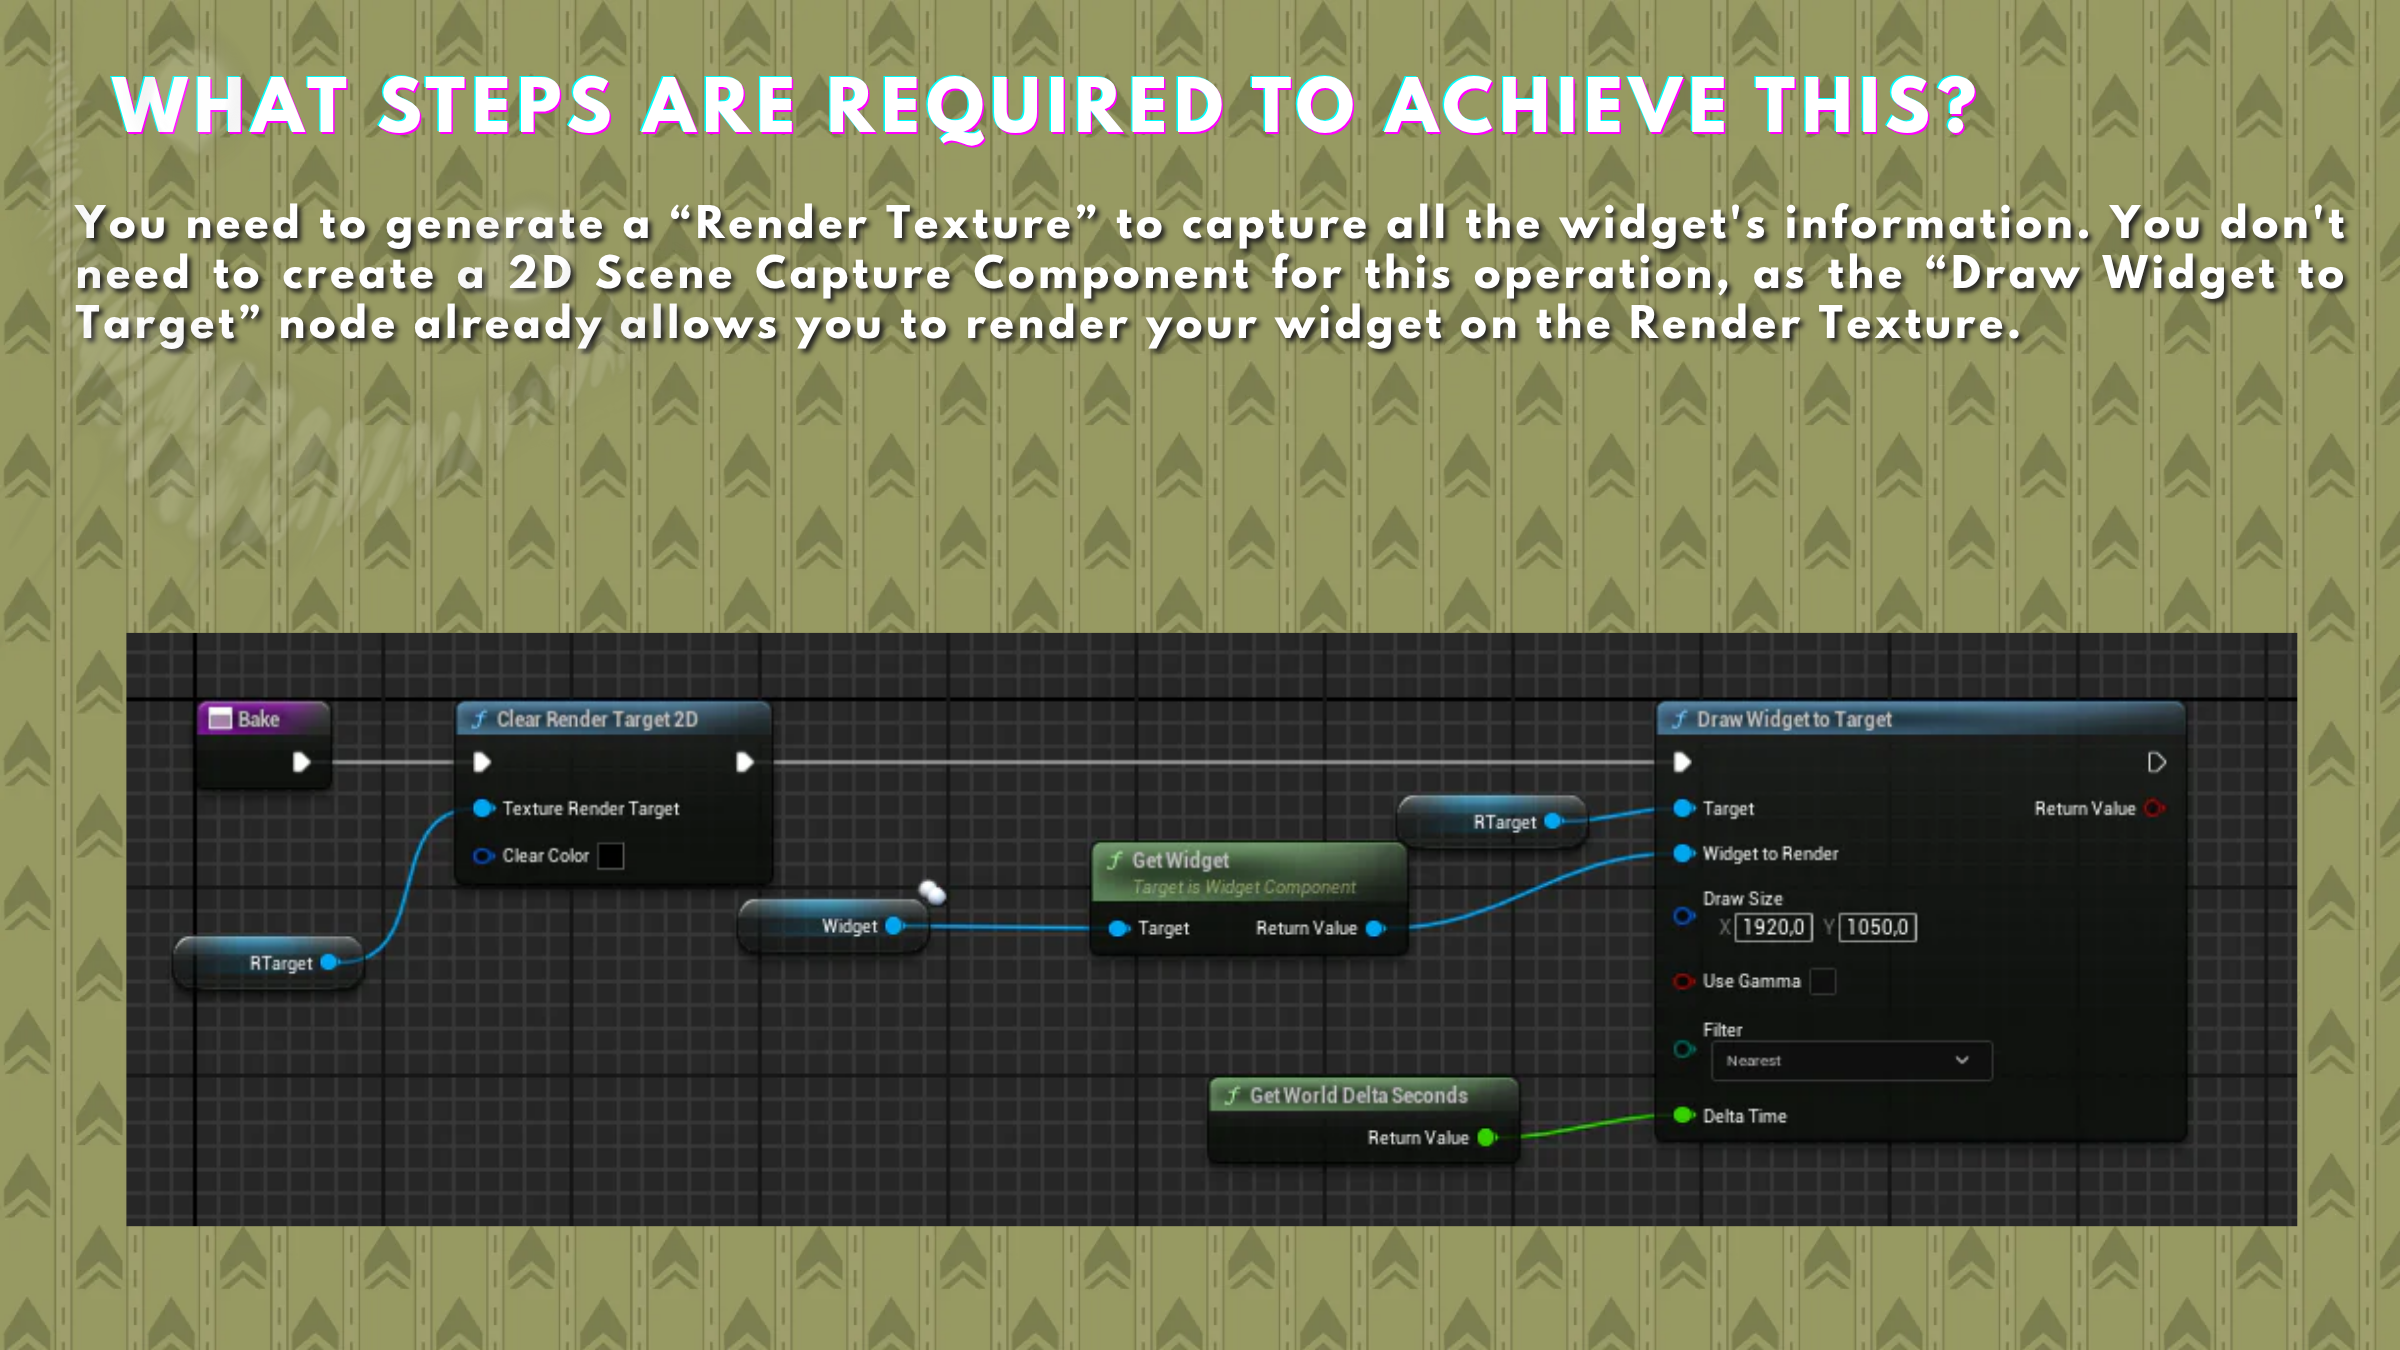 WHAT STEPS ARE REQUIRED TO ACHIEVE THIS?
You need to generate a “Render Texture” to capture all the widget's information. You don't
need to create a 2D Scene Capture Component for this operation, as the “Draw Widget to
Target” node already allows you to render your widget on the Render Texture.
Bake
RTarget
f Clear Render Target 2D
Texture Render Target
Clear Color
Widget
f Get Widget
Target is Widget Component
Target Return Value
RTarget
f Get World Delta Seconds
Return Value
f Draw Widget to Target
Target Return Value
Widget to Render
Draw Size
X 1920,0 Y 1050,0
Use Gamma
Filter
Nearest
Delta Time